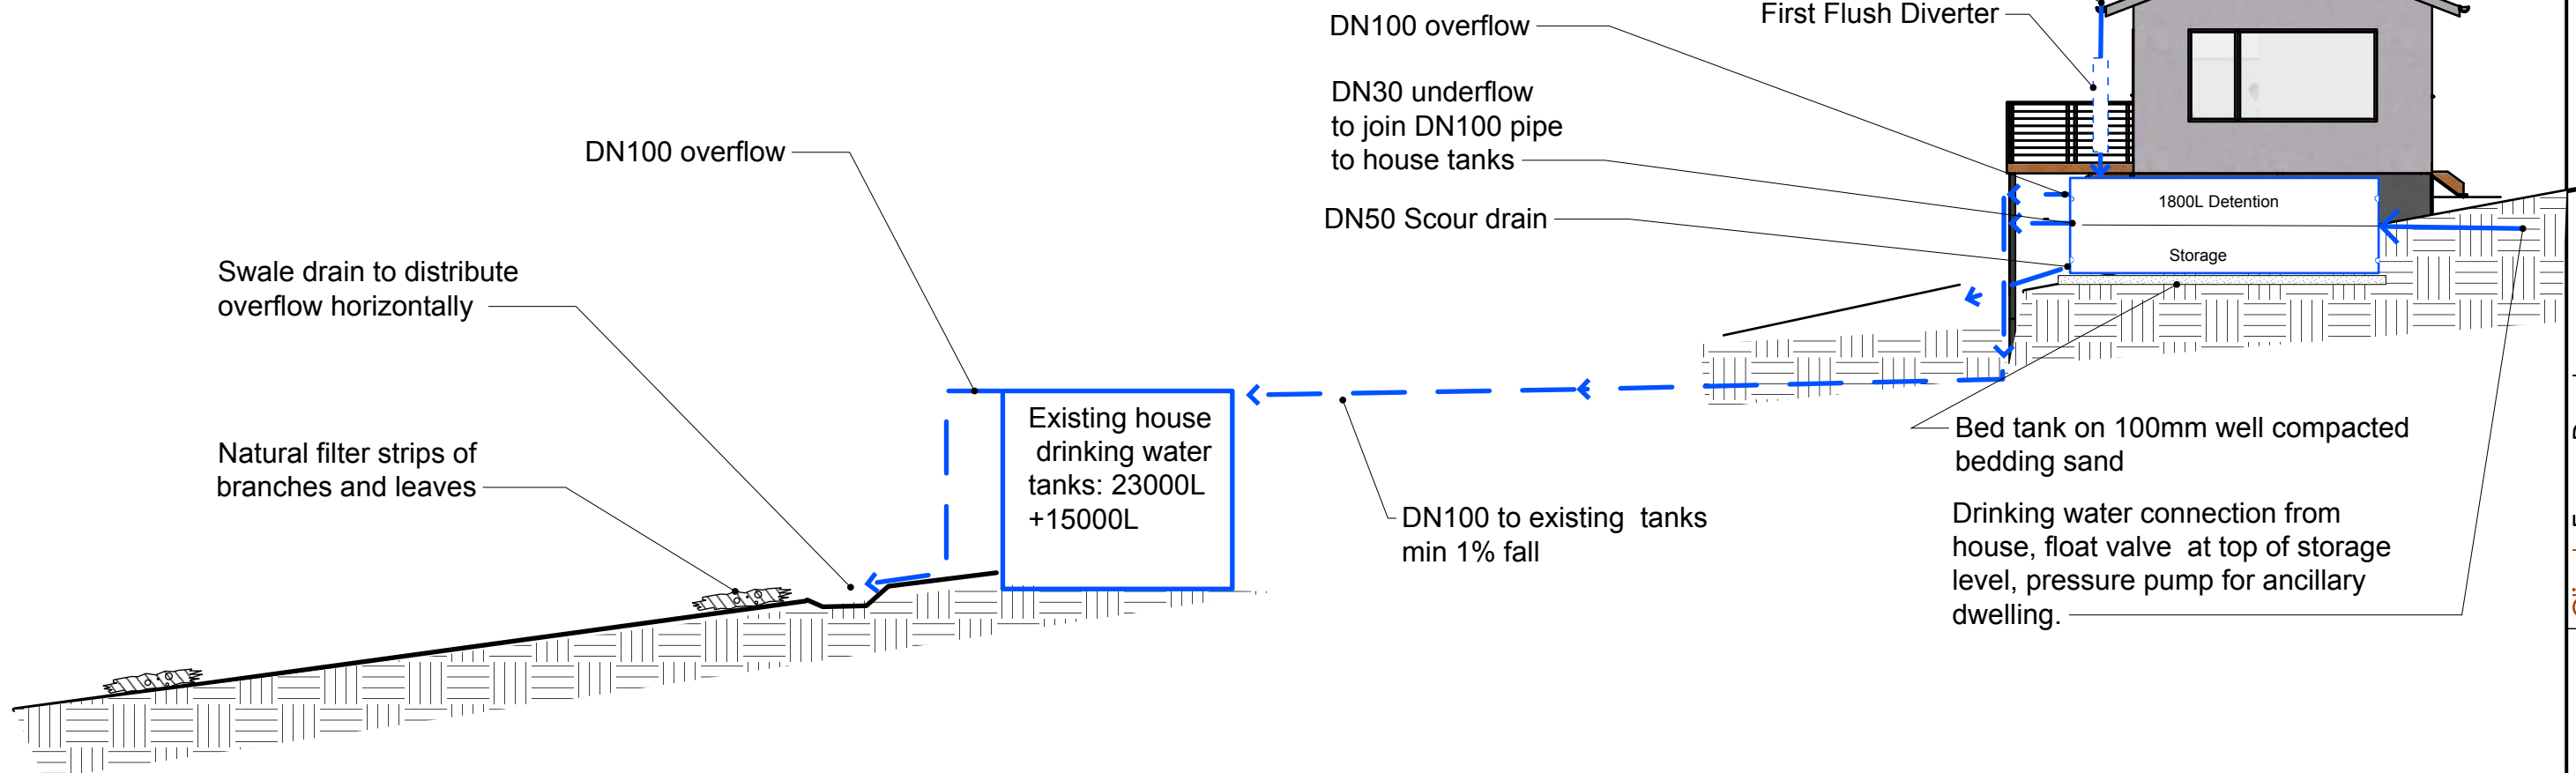 First Flush Diverter
DN100 overflow
DN30 underflow
to join DN100 pipe
to house tanks
DN50 Scour drain
1800L Detention
Storage
DN100 overflow
Swale drain to distribute
overflow horizontally
Natural filter strips of
branches and leaves
Existing house
drinking water
tanks: 23000L
+15000L
DN100 to existing tanks
min 1% fall
Bed tank on 100mm well compacted
bedding sand
Drinking water connection from
house, float valve at top of storage
level, pressure pump for ancillary
dwelling.